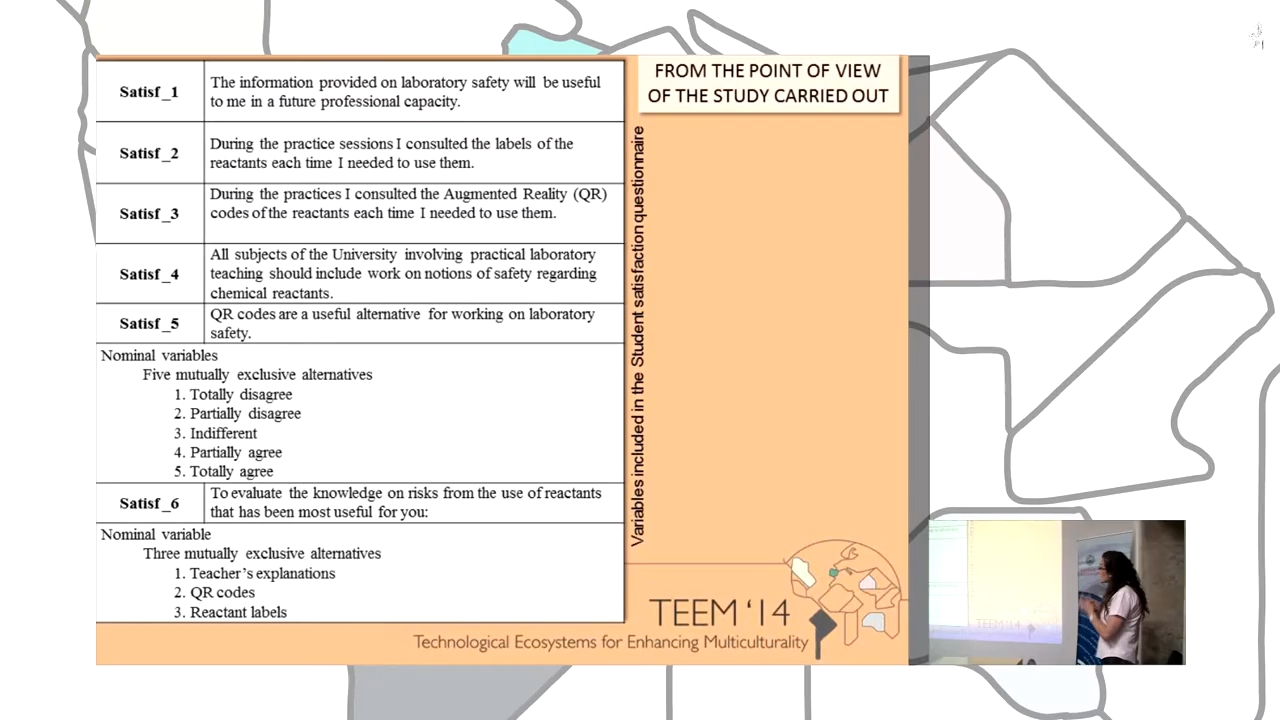 Satisf_1
The information provided on laboratory safety will be useful
to me in a future professional capacity.
Satisf_2
During the practice sessions I consulted the labels of the
reactants each time I needed to use them.
Satisf_3
During the practices I consulted the Augmented Reality (QR)
codes of the reactants each time I needed to use them.
Satisf_4
All subjects of the University involving practical laboratory
teaching should include work on notions of safety regarding
chemical reactants.
Satisf_5
QR codes are a useful alternative for working on laboratory
safety.
Nominal variables
Five mutually exclusive alternatives
1. Totally disagree
2. Partially disagree
3. Indifferent
4. Partially agree
5. Totally agree
Satisf_6
To evaluate the knowledge on risks from the use of reactants
that has been most useful for you:
Nominal variable
Three mutually exclusive alternatives
1. Teacher's explanations
2. QR codes
3. Reactant labels
Variables included in the Student satisfaction questionnaire
FROM THE POINT OF VIEW
OF THE STUDY CARRIED OUT
TEEM ‘14
Technological Ecosystems for Enhancing Multiculturality
TEEM ‘14